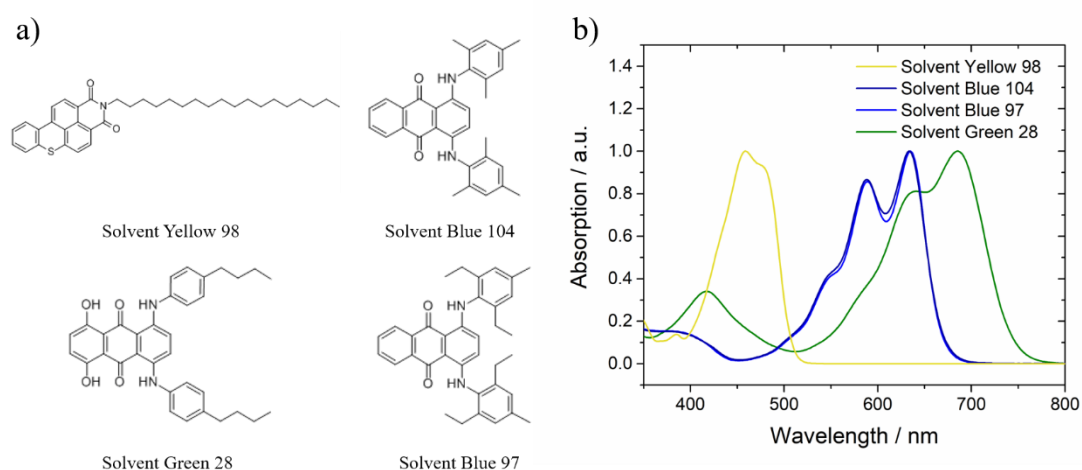 a)
O
N
O
S
Solvent Yellow 98
O
HN
O
HN
Solvent Blue 104
OH
O
HN
OH
O
HN
Solvent Green 28
O
HN
O
HN
Solvent Blue 97
b)
Solvent Yellow 98
Solvent Blue 104
Solvent Blue 97
Solvent Green 28
Absorption / a.u.
1.4
1.2
1.0
0.8
0.6
0.4
0.2
0.0
400 500 600 700 800
Wavelength / nm